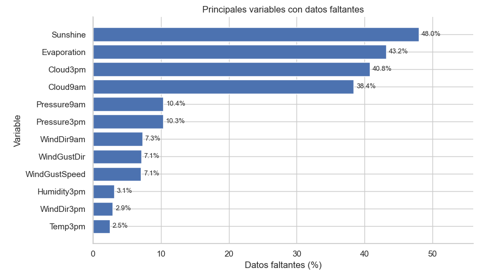 Principales variables con datos faltantes
Variable
Sunshine 48.0%
Evaporation 43.2%
Cloud3pm 40.8%
Cloud9am 38.4%
Pressure9am 10.4%
Pressure3pm 10.3%
WindDir9am 7.3%
WindGustDir 7.1%
WindGustSpeed 7.1%
Humidity3pm 3.1%
WindDir3pm 2.9%
Temp3pm 2.5%
0 10 20 30 40 50
Datos faltantes (%)